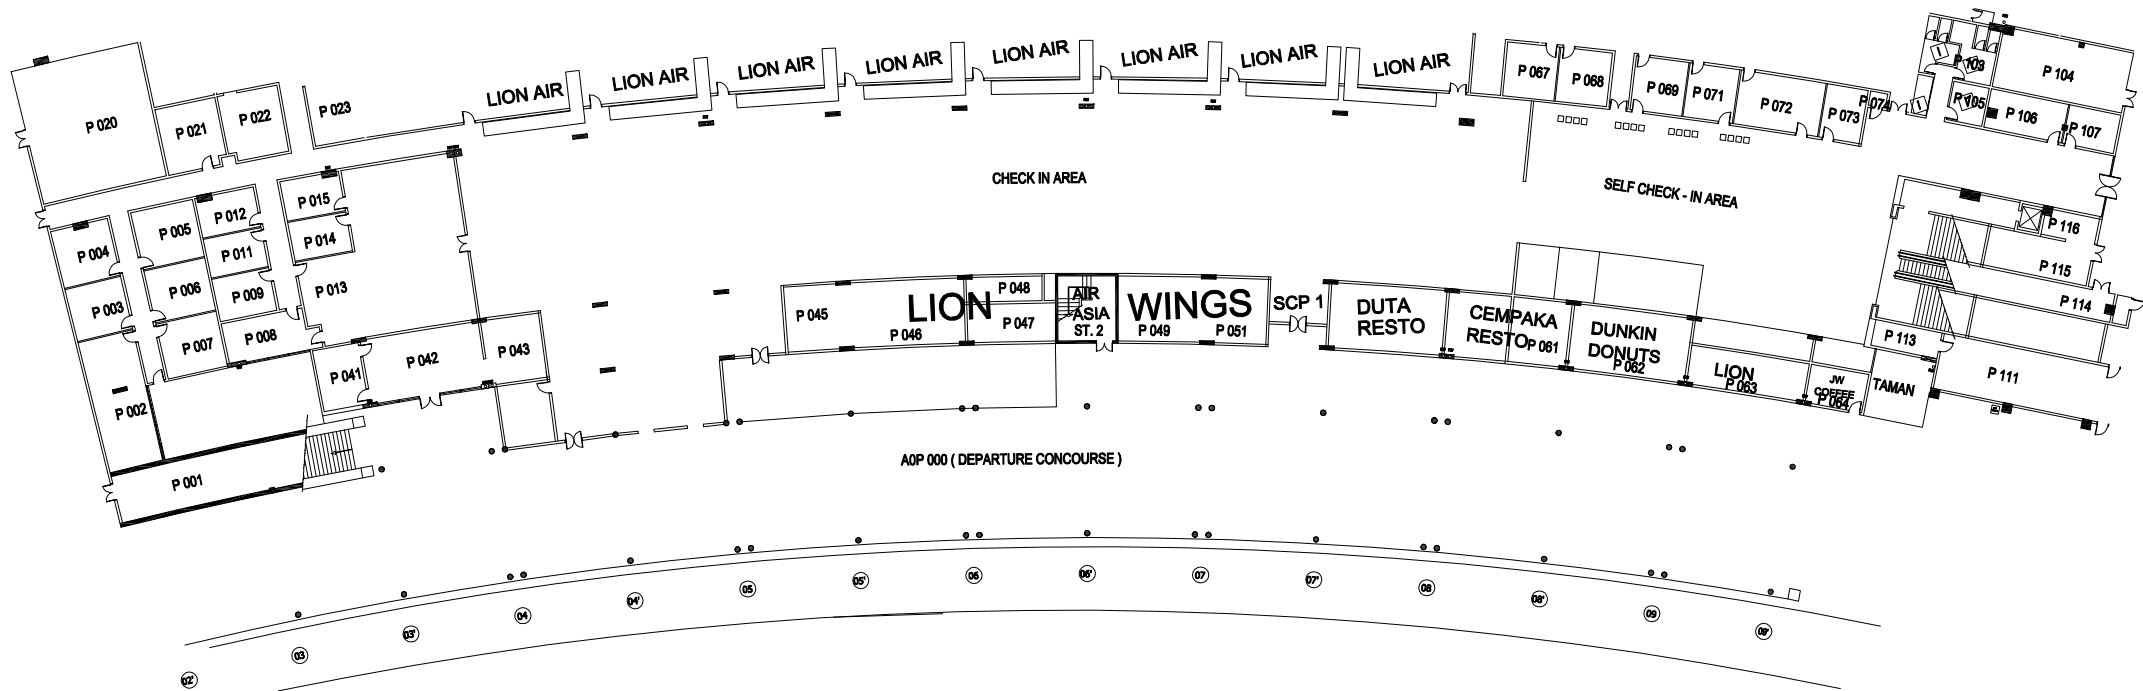 LION AIR
LION AIR
LION AIR
LION AIR
LION AIR
LION AIR
LION AIR
LION AIR
P 020
P 021
P 022
P 023
P 067
P 068
P 069
P 071
P 072
P 073
P 074
P 103
P 104
P 105
P 106
P 107
CHECK IN AREA
SELF CHECK - IN AREA
P 004
P 005
P 012
P 015
P 011
P 014
P 003
P 006
P 009
P 013
P 007
P 008
P 002
P 041
P 042
P 043
P 001
P 045
LION
P 046
P 048
P 047
AIR
ASIA
ST. 2
WINGS
P 049
P 051
SCP 1
DUTA
RESTO
CEMPAKA
RESTO
P 061
DUNKIN
DONUTS
P 062
LION
P 063
JW
COFFEE
P 064
TAMAN
P 116
P 115
P 114
P 113
P 111
A0P 000 ( DEPARTURE CONCOURSE )
02'
03
03'
04
04'
05
05'
06
06'
07
07'
08
08'
09
09'